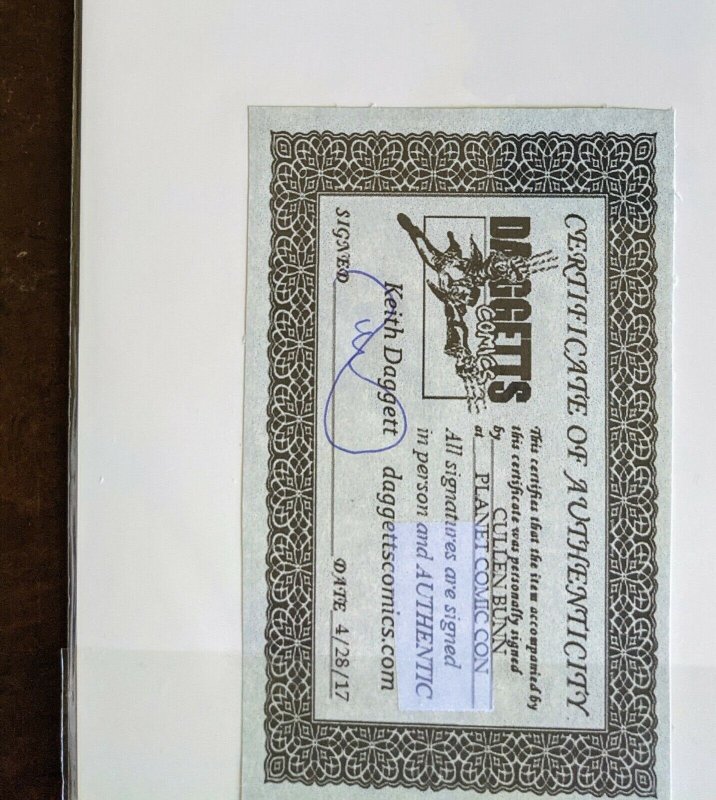 CERTIFICATE OF AUTHENTICITY
DAGGETTS
COMICS
This certifies that the item accompanied by
this certificate was personally signed
by CULLEN BUNN
at PLANET COMIC CON
All signatures are signed
in person and AUTHENTIC
Keith Daggett daggettscomics.com
SIGNED DATE 4/28/17